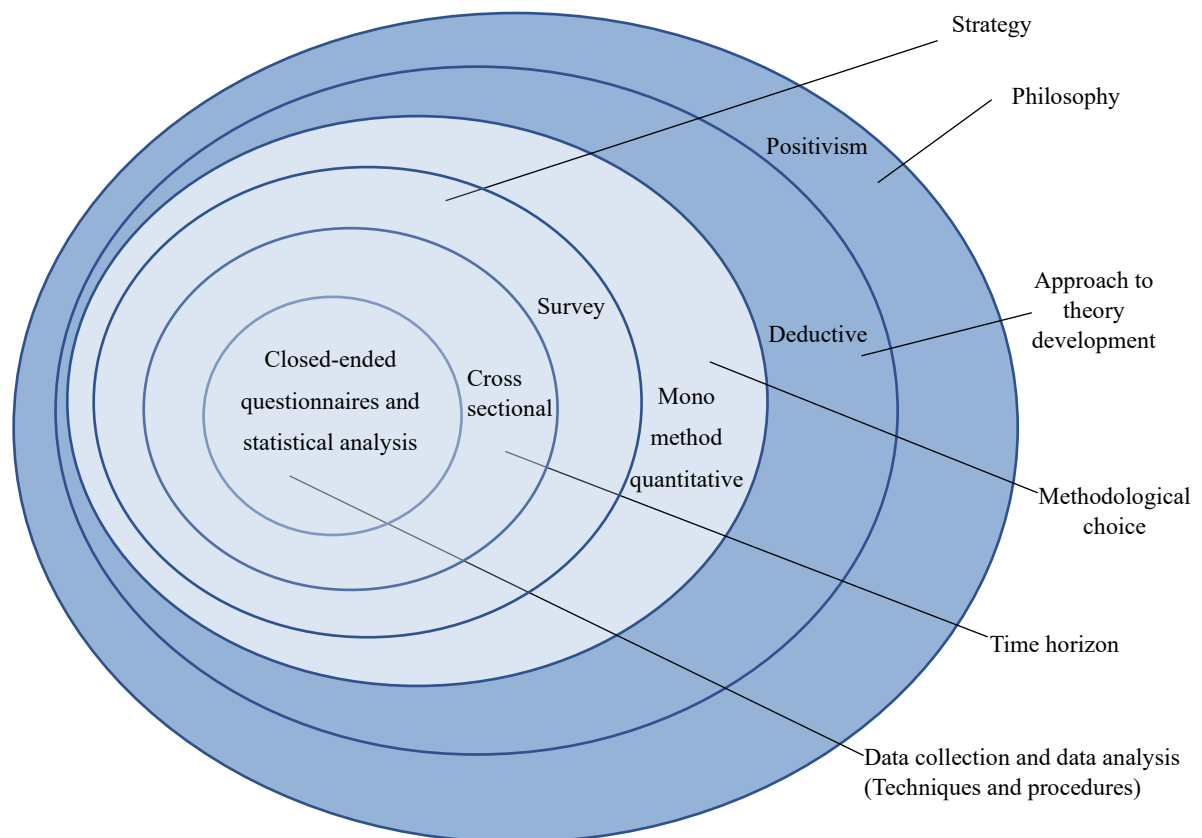 Strategy
Philosophy
Positivism
Approach to
theory
development
Survey
Deductive
Closed-ended
questionnaires and
statistical analysis
Cross
sectional
Mono
method
quantitative
Methodological
choice
Time horizon
Data collection and data analysis
(Techniques and procedures)